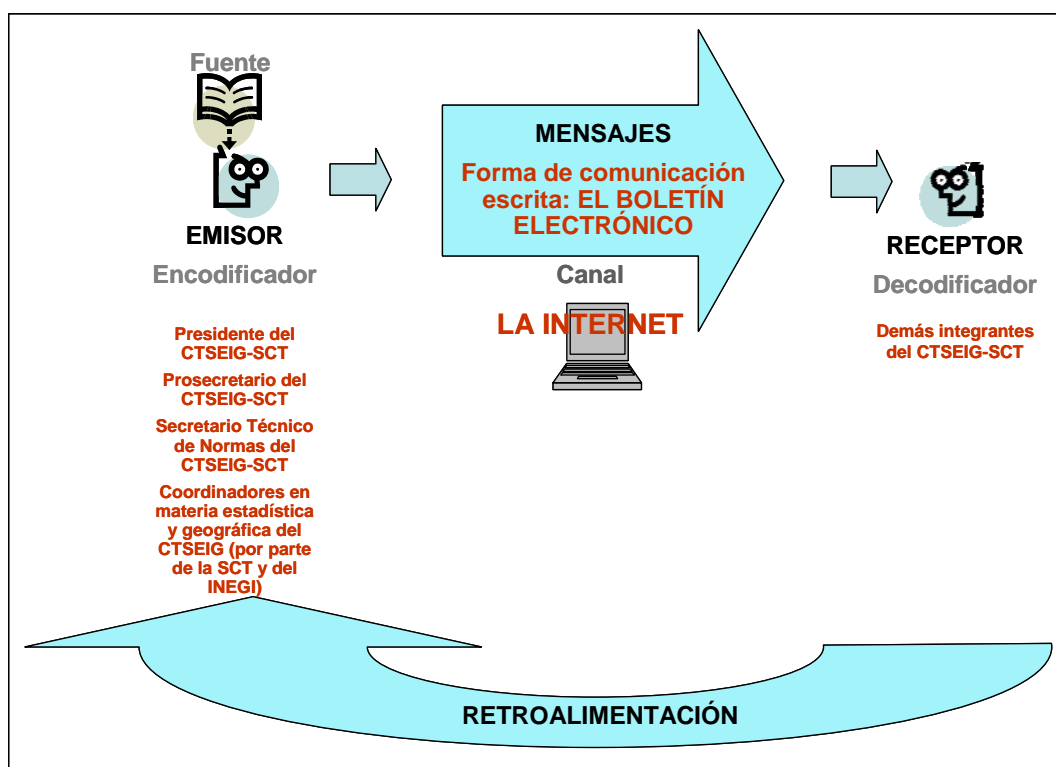 Fuente
EMISOR
Encodificador
Presidente del
CTSEIG-SCT
Prosecretario del
CTSEIG-SCT
Secretario Técnico
de Normas del
CTSEIG-SCT
Coordinadores en
materia estadística
y geográfica del
CTSEIG (por parte
de la SCT y del
INEGI)
MENSAJES
Forma de comunicación
escrita: EL BOLETÍN
ELECTRÓNICO
Canal
LA INTERNET
RECEPTOR
Decodificador
Demás integrantes
del CTSEIG-SCT
RETROALIMENTACIÓN